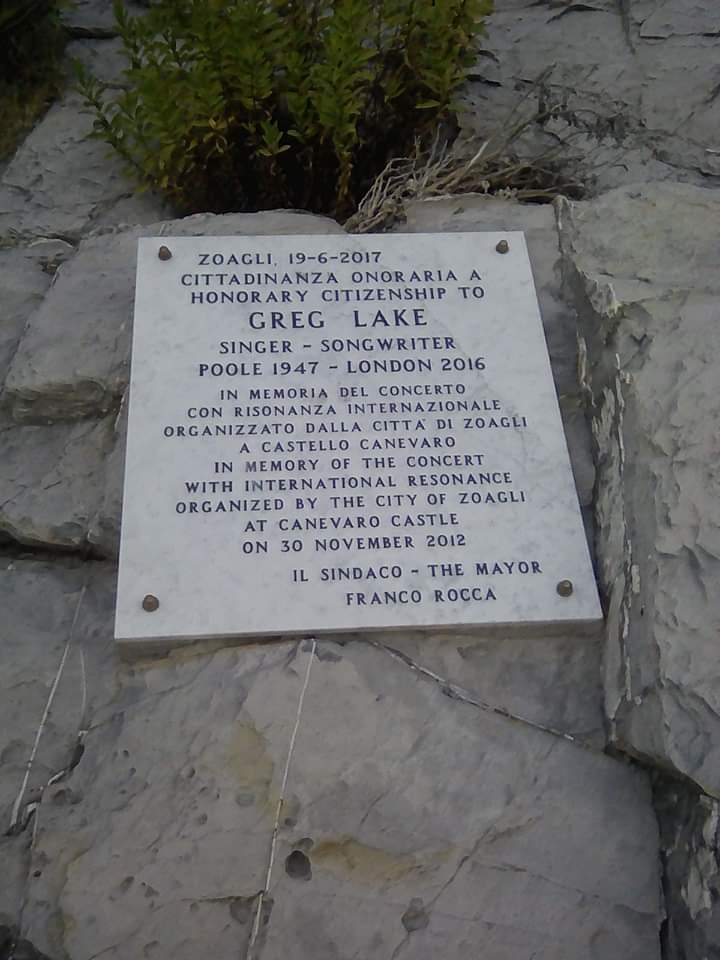 ZOAGLI, 19-6-2017
CITTADINANZA ONORARIA A
HONORARY CITIZENSHIP TO
GREG LAKE
SINGER - SONGWRITER
POOLE 1947 - LONDON 2016
IN MEMORIA DEL CONCERTO
CON RISONANZA INTERNAZIONALE
ORGANIZZATO DALLA CITTA' DI ZOAGLI
A CASTELLO CANEVARO
IN MEMORY OF THE CONCERT
WITH INTERNATIONAL RESONANCE
ORGANIZED BY THE CITY OF ZOAGLI
AT CANEVARO CASTLE
ON 30 NOVEMBER 2012
IL SINDACO - THE MAYOR
FRANCO ROCCA